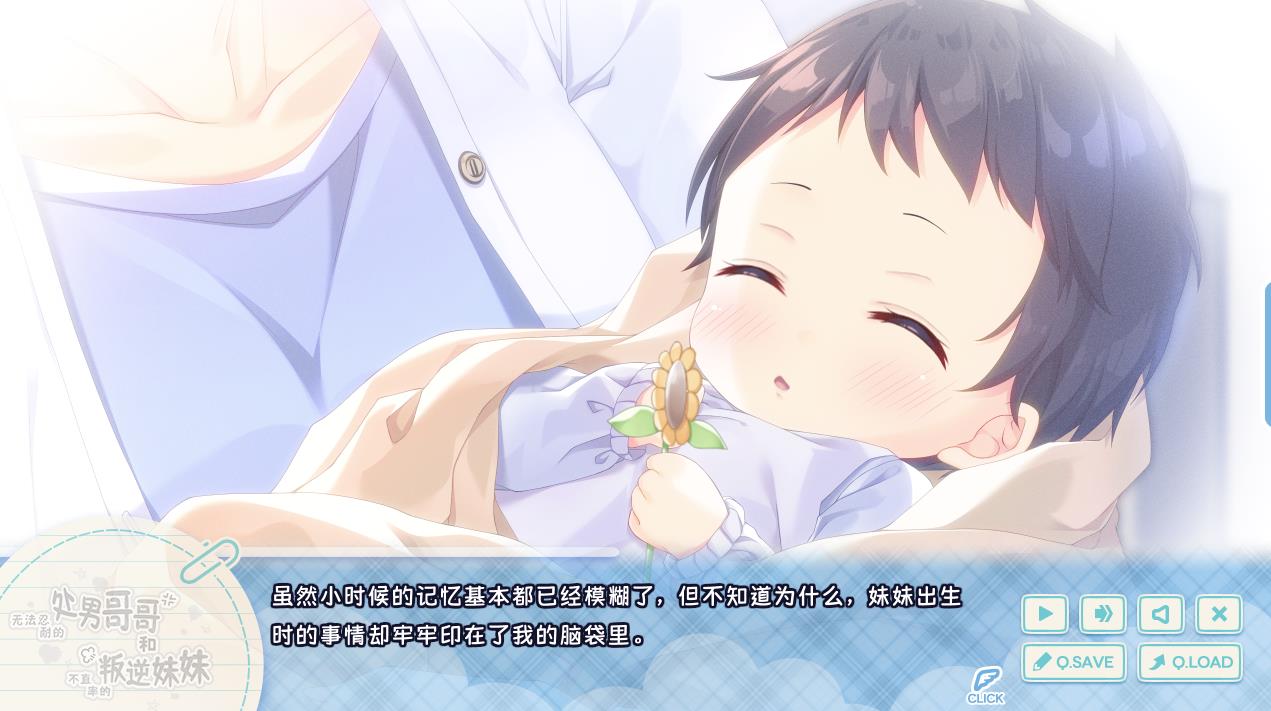 虽然小时候的记忆基本都已经模糊了，但不知道为什么，妹妹出生
时的事情却牢牢印在了我的脑袋里。
无法忍耐的
处男哥哥
和
不直率的
叛逆妹妹
CLICK
Q.SAVE
Q.LOAD